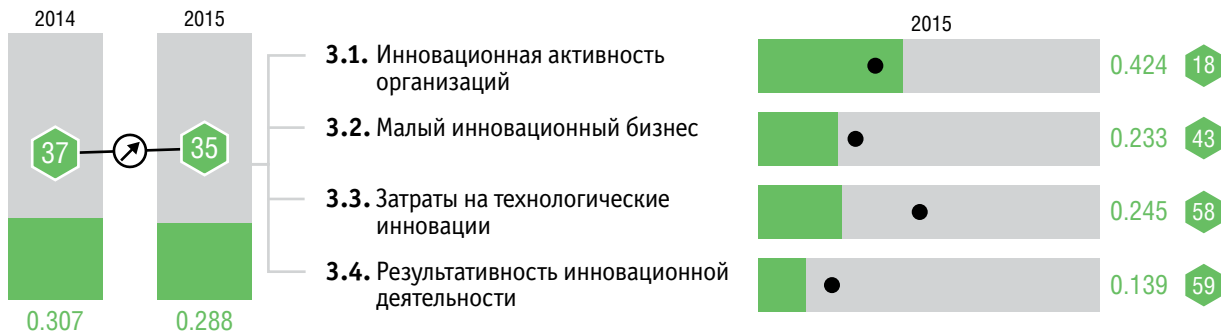 2014 2015 2015
3.1. Инновационная активность
организаций
0.424 18
3.2. Малый инновационный бизнес
0.233 43
37 35
3.3. Затраты на технологические
инновации
0.245 58
3.4. Результативность инновационной
деятельности
0.139 59
0.307 0.288